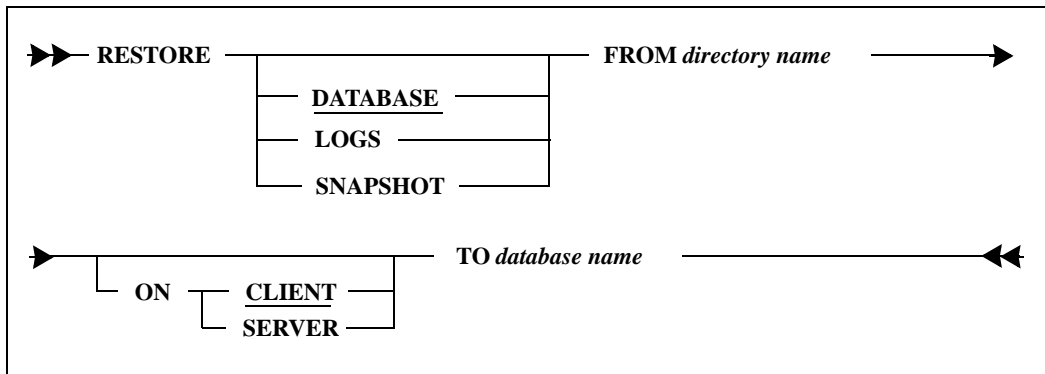 RESTORE FROM directory name
DATABASE
LOGS
SNAPSHOT
TO database name
ON CLIENT
SERVER